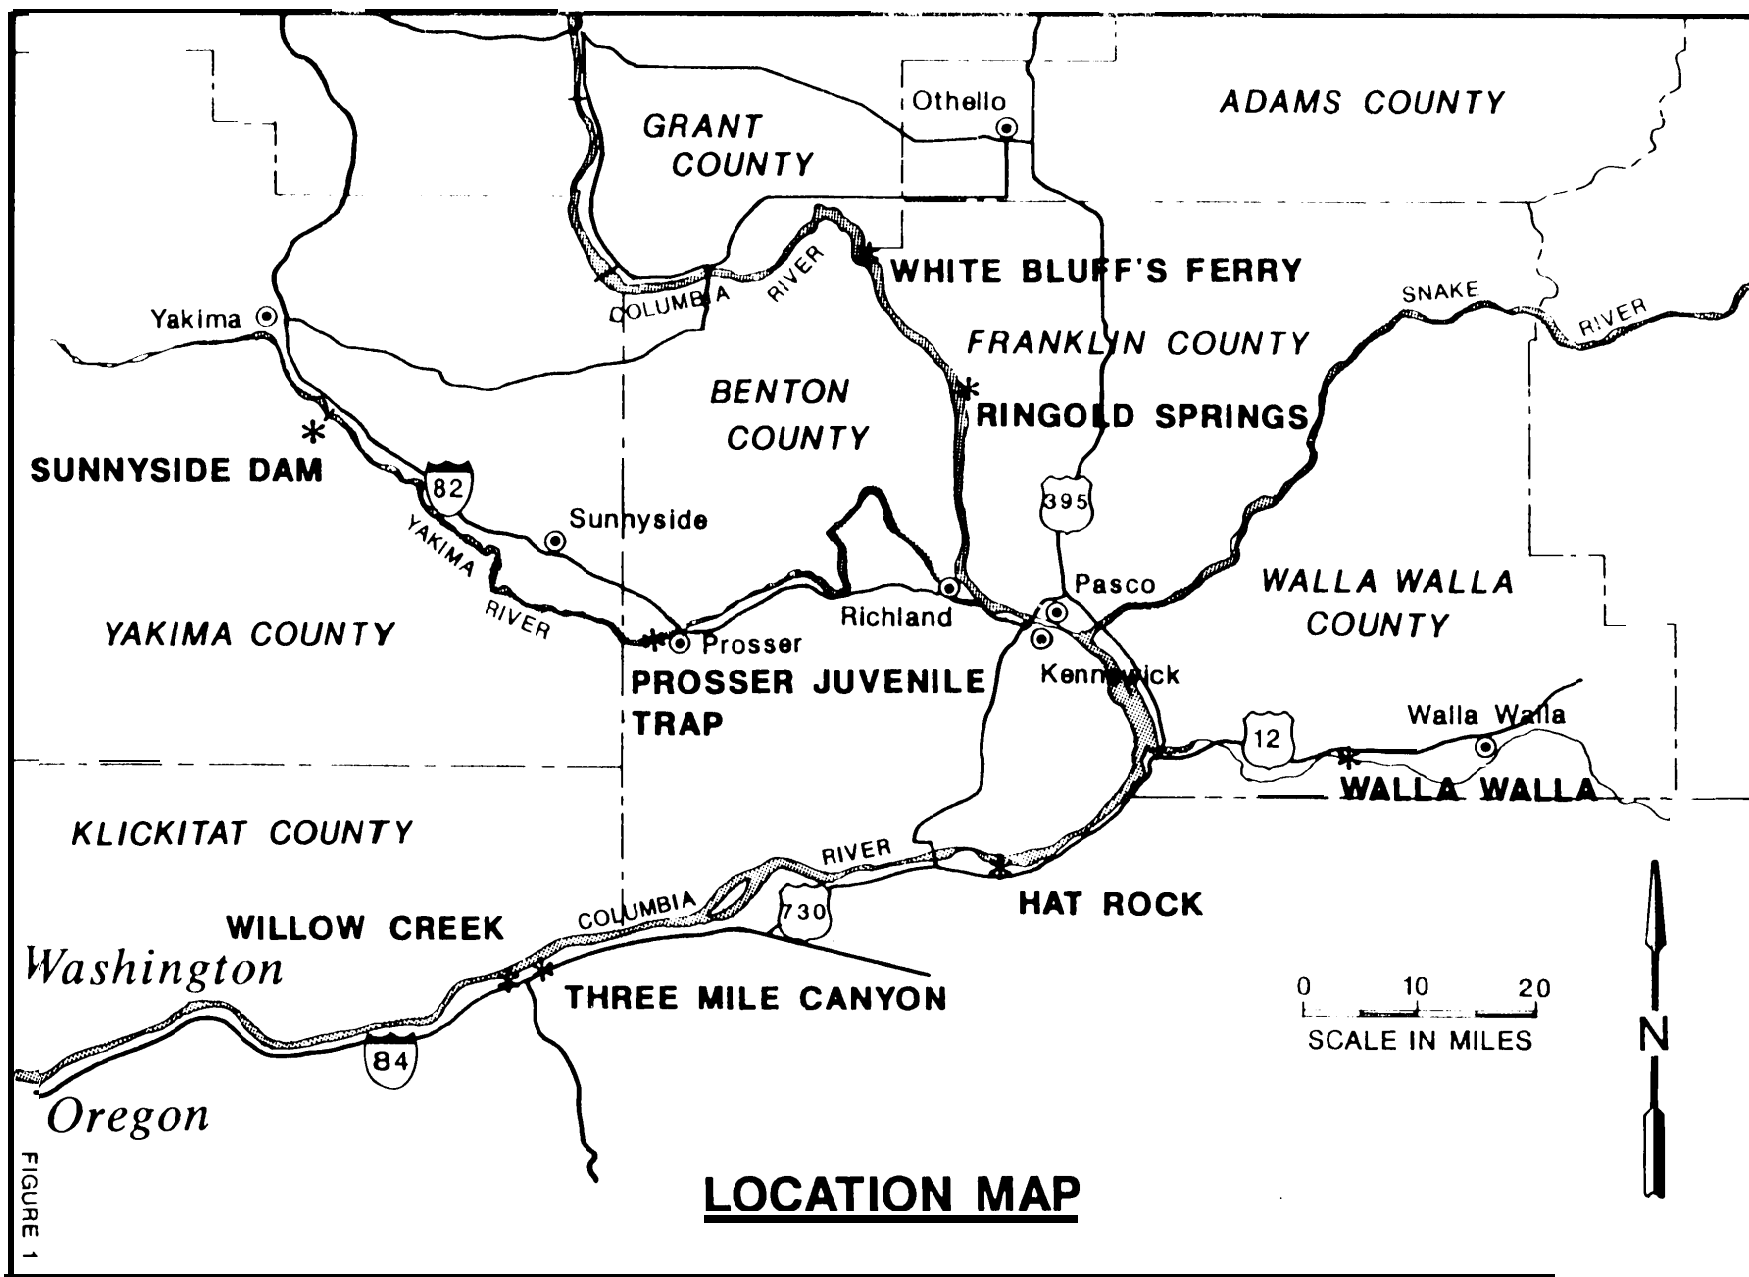 Othello
ADAMS COUNTY
GRANT
COUNTY
WHITE BLUFF'S FERRY
COLUMBIA RIVER
SNAKE RIVER
Yakima
FRANKLIN COUNTY
BENTON
COUNTY
RINGOLD SPRINGS
SUNNYSIDE DAM
82
395
Sunnyside
YAKIMA RIVER
Pasco
WALLA WALLA
COUNTY
Richland
YAKIMA COUNTY
Prosser
Kennewick
PROSSER JUVENILE
TRAP
12
Walla Walla
WALLA WALLA
KLICKITAT COUNTY
COLUMBIA RIVER
730
HAT ROCK
WILLOW CREEK
Washington
THREE MILE CANYON
0 10 20
SCALE IN MILES
N
84
Oregon
LOCATION MAP
FIGURE 1